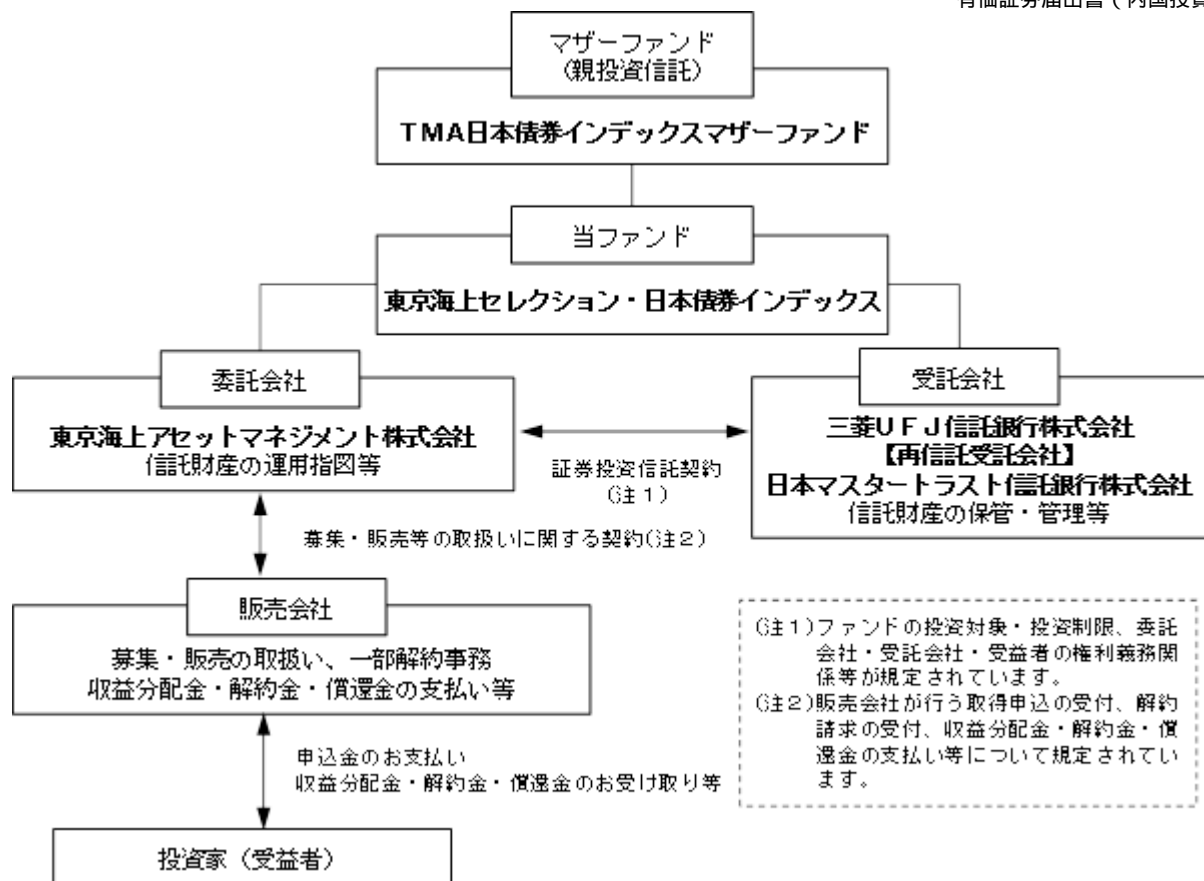 有価証券届出書（内国投資
マザーファンド
(親投資信託)
ＴＭＡ日本債券インデックスマザーファンド
当ファンド
東京海上セレクション・日本債券インデックス
委託会社
東京海上アセットマネジメント株式会社
信託財産の運用指図等
証券投資信託契約
(注１)
受託会社
三菱ＵＦＪ信託銀行株式会社
【再信託受託会社】
日本マスタートラスト信託銀行株式会社
信託財産の保管・管理等
募集・販売等の取扱いに関する契約(注２)
販売会社
募集・販売の取扱い、一部解約事務
収益分配金・解約金・償還金の支払い等
申込金のお支払い
収益分配金・解約金・償還金のお受け取り等
投資家（受益者）
(注１)ファンドの投資対象・投資制限、委託
会社・受託会社・受益者の権利義務関
係等が規定されています。
(注２)販売会社が行う取得申込の受付、解約
請求の受付、収益分配金・解約金・償
還金の支払い等について規定されてい
ます。